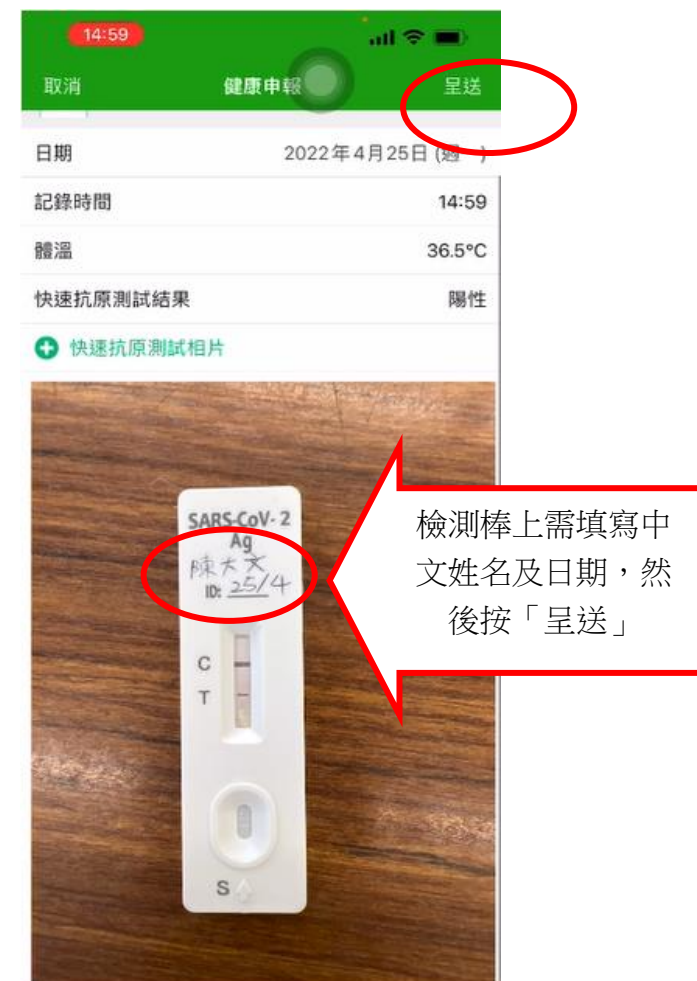 14:59
取消 健康申報 呈送
日期 2022年4月25日 (週一)
記錄時間 14:59
體溫 36.5°C
快速抗原測試結果 陽性
快速抗原測試相片
SARS-CoV-2
Ag
陳大文
ID: 25/4
C
T
S
檢測棒上需填寫中
文姓名及日期，然
後按「呈送」